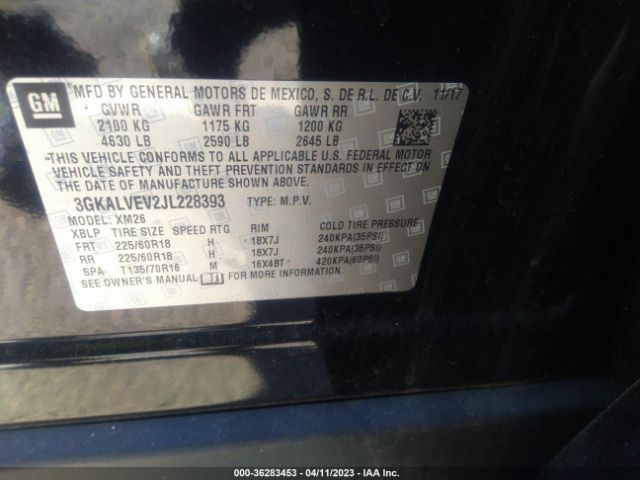 GM
MFD BY GENERAL MOTORS DE MEXICO, S. DE R.L. DE C.V. 11/17
GVWR GAWR FRT GAWR RR
2100 KG 1175 KG 1200 KG
4630 LB 2590 LB 2645 LB
THIS VEHICLE CONFORMS TO ALL APPLICABLE U.S. FEDERAL MOTOR
VEHICLE SAFETY AND THEFT PREVENTION STANDARDS IN EFFECT ON
THE DATE OF MANUFACTURE SHOWN ABOVE.
3GKALVEV2JL228393 TYPE: M.P.V.
MODEL: XM26
XBLP TIRE SIZE SPEED RTG RIM COLD TIRE PRESSURE
FRT 225/60R18 H 18X7J 240KPA(35PSI)
RR 225/60R18 H 18X7J 240KPA(35PSI)
SPA T135/70R16 M 16X4BT 420KPA(60PSI)
SEE OWNER'S MANUAL FOR MORE INFORMATION
000-36283453 - 04/11/2023 - IAA Inc.